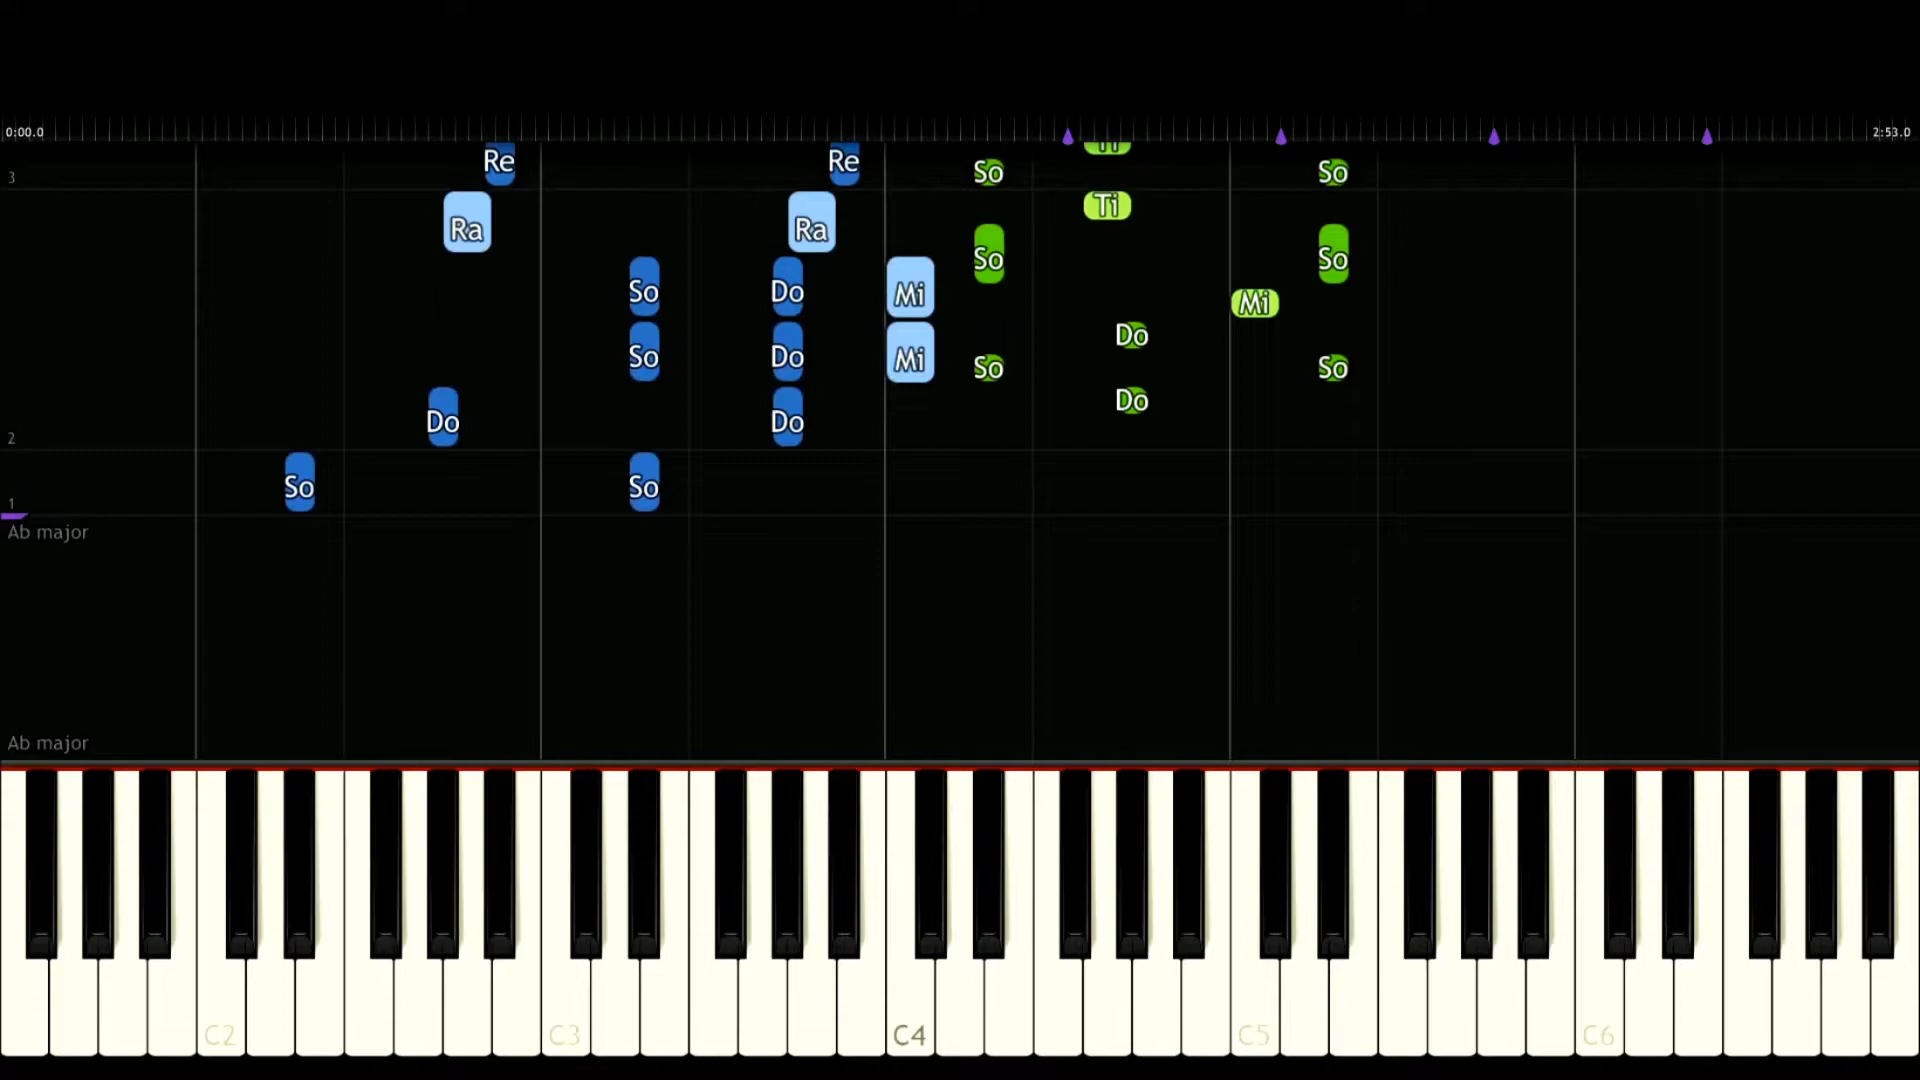 0:00.0 2:53.0
Ti
Re Re
3 So So
Ti
Ra Ra
So So
So Do Mi
Mi
Do
So Do Mi So So
Do
Do Do
2
So So
1
Ab major
Ab major
C2 C3 C4 C5 C6